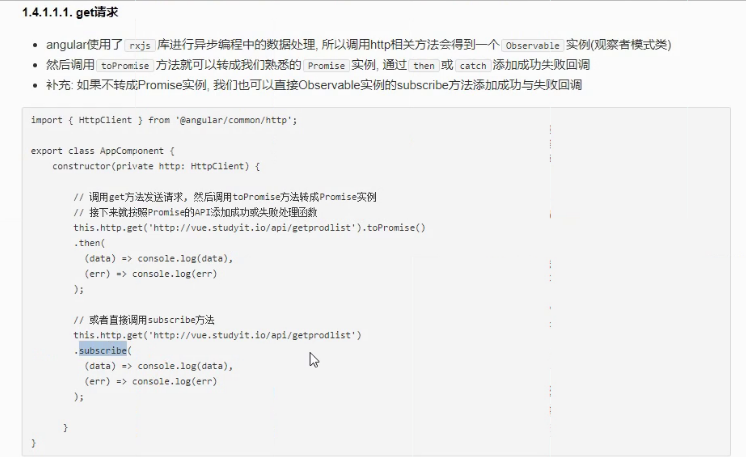 1.4.1.1.1. get请求
angular使用了 rxjs 库进行异步编程中的数据处理, 所以调用http相关方法会得到一个 Observable 实例(观察者模式类)
然后调用 toPromise 方法就可以转成我们熟悉的 Promise 实例, 通过 then 或 catch 添加成功失败回调
补充: 如果不转成Promise实例, 我们也可以直接Observable实例的subscribe方法添加成功与失败回调
import { HttpClient } from '@angular/common/http';
export class AppComponent {
constructor(private http: HttpClient) {
// 调用get方法发送请求, 然后调用toPromise方法转成Promise实例
// 接下来就按照Promise的API添加成功或失败处理函数
this.http.get('http://vue.studyit.io/api/getprodlist').toPromise()
.then(
(data) => console.log(data),
(err) => console.log(err)
);
// 或者直接调用subscribe方法
this.http.get('http://vue.studyit.io/api/getprodlist')
.subscribe(
(data) => console.log(data),
(err) => console.log(err)
);
}
}